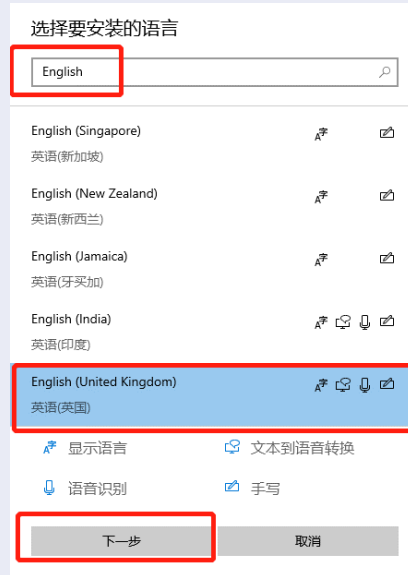 选择要安装的语言
English
English (Singapore)
英语(新加坡)
English (New Zealand)
英语(新西兰)
English (Jamaica)
英语(牙买加)
English (India)
英语(印度)
English (United Kingdom)
英语(英国)
显示语言 文本到语音转换
语音识别 手写
下一步 取消